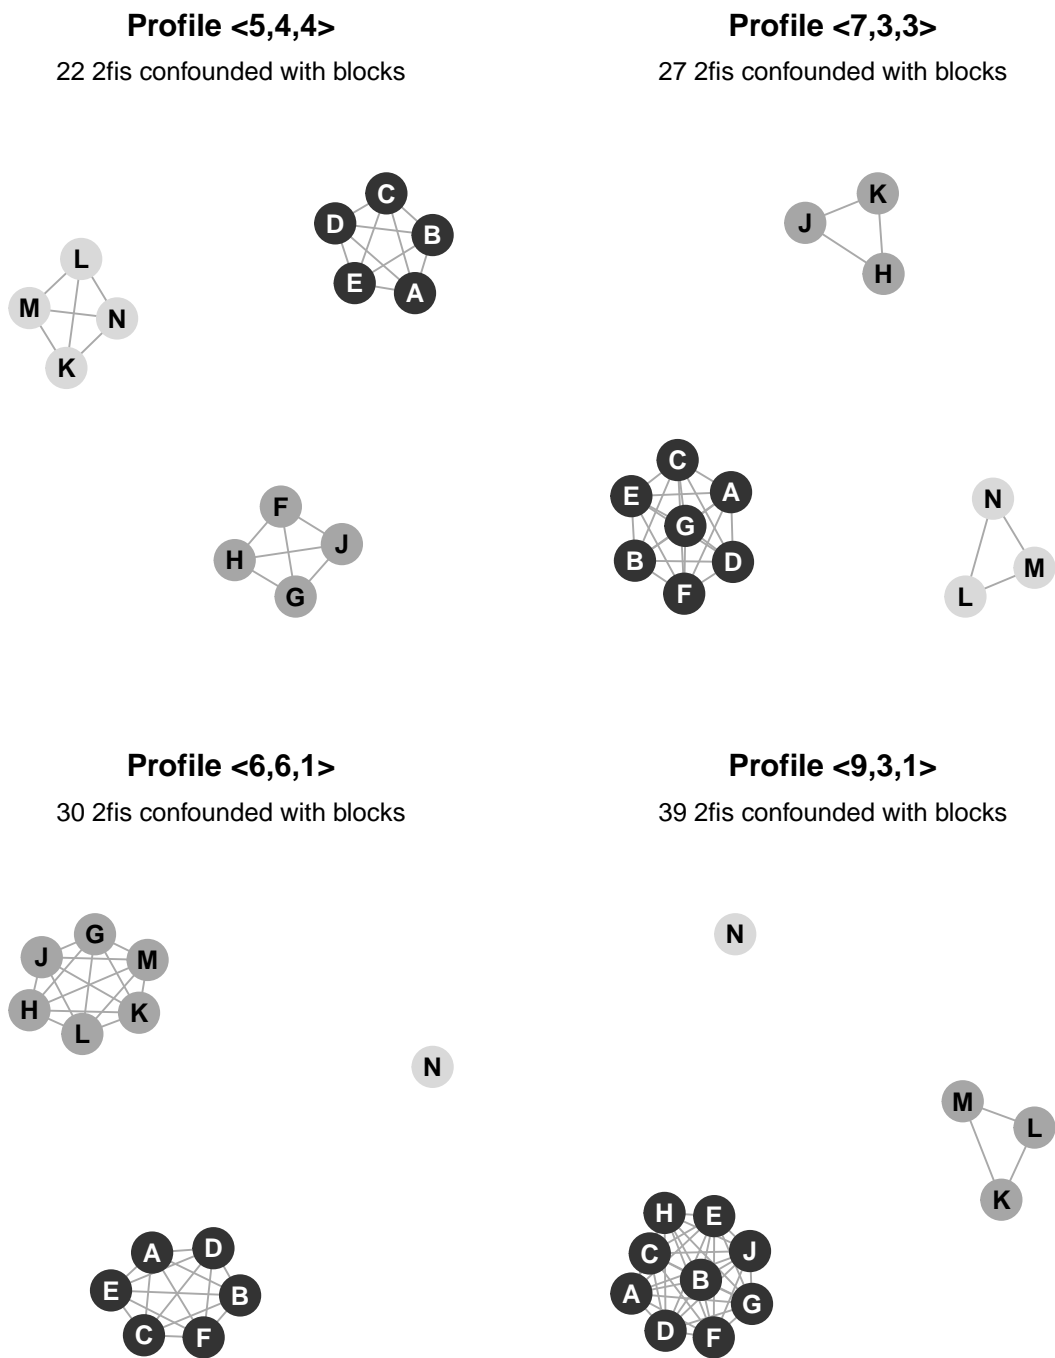 Profile <5,4,4>
22 2fis confounded with blocks
C
D
B
E
A
L
M
N
K
F
J
H
G
Profile <7,3,3>
27 2fis confounded with blocks
K
J
H
C
E
A
G
B
D
F
N
M
L
Profile <6,6,1>
30 2fis confounded with blocks
G
J
M
H
K
L
N
A
D
E
B
C
F
Profile <9,3,1>
39 2fis confounded with blocks
N
M
L
K
H
E
C
J
B
A
G
D
F